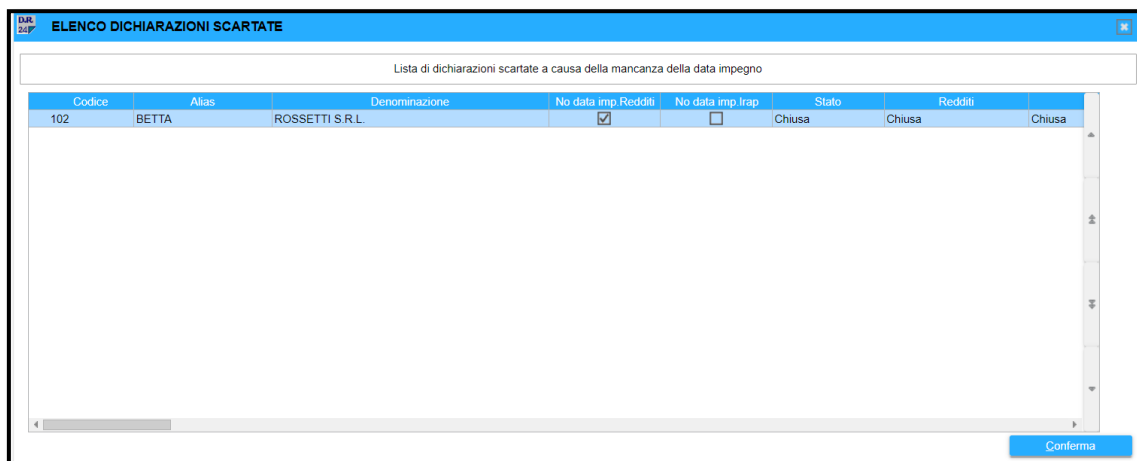 D.R.
24
ELENCO DICHIARAZIONI SCARTATE
Lista di dichiarazioni scartate a causa della mancanza della data impegno
Codice Alias Denominazione No data imp.Redditi No data imp.Irap Stato Redditi
102 BETTA ROSSETTI S.R.L. Chiusa Chiusa Chiusa
Conferma